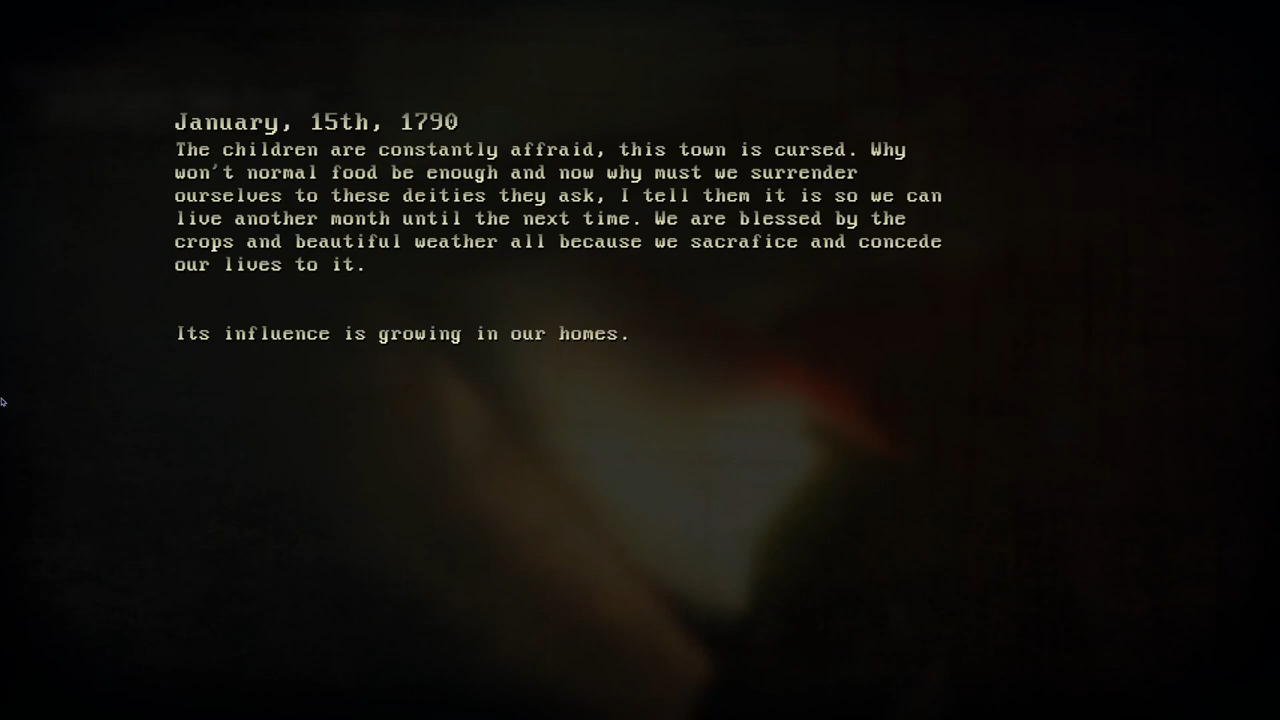 January, 15th, 1790
The children are constantly affraid, this town is cursed. Why
won't normal food be enough and now why must we surrender
ourselves to these deities they ask, I tell them it is so we can
live another month until the next time. We are blessed by the
crops and beautiful weather all because we sacrafice and concede
our lives to it.
Its influence is growing in our homes.